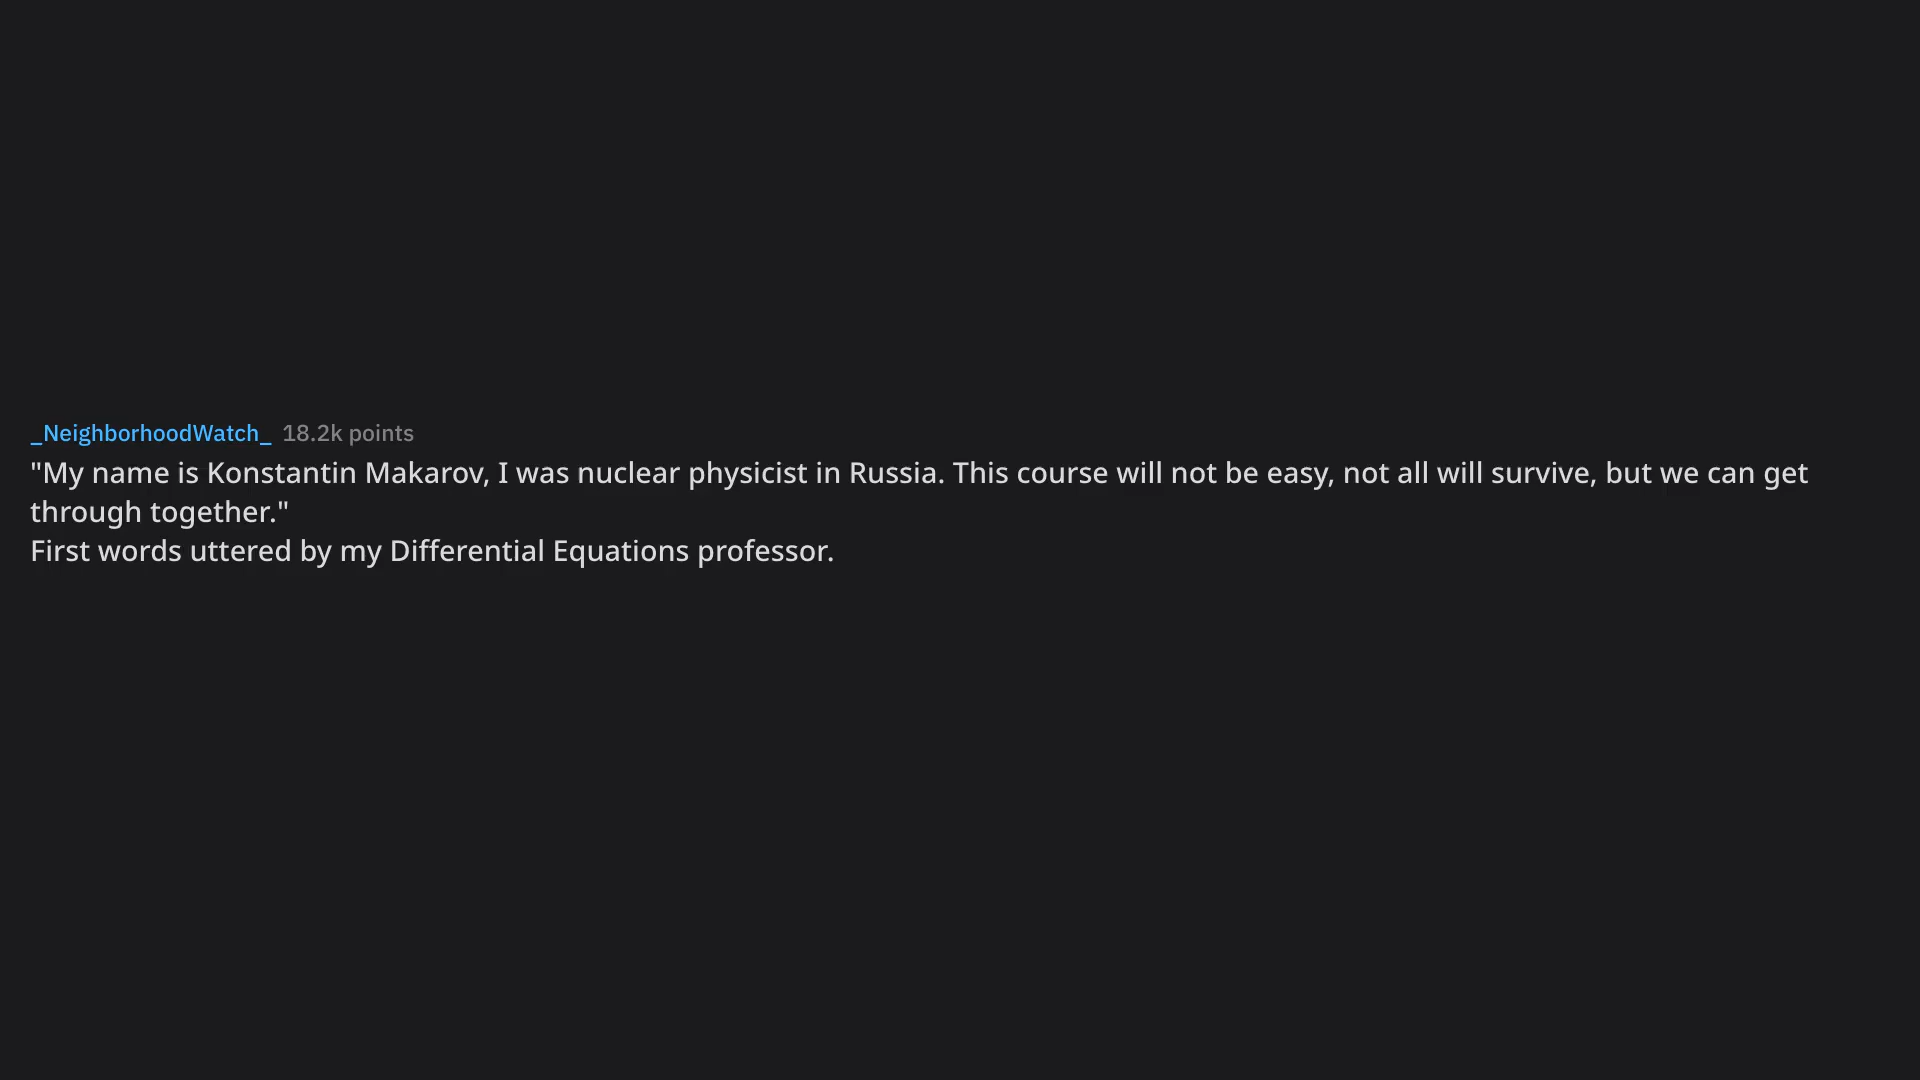 _NeighborhoodWatch_ 18.2k points
"My name is Konstantin Makarov, I was nuclear physicist in Russia. This course will not be easy, not all will survive, but we can get
through together."
First words uttered by my Differential Equations professor.